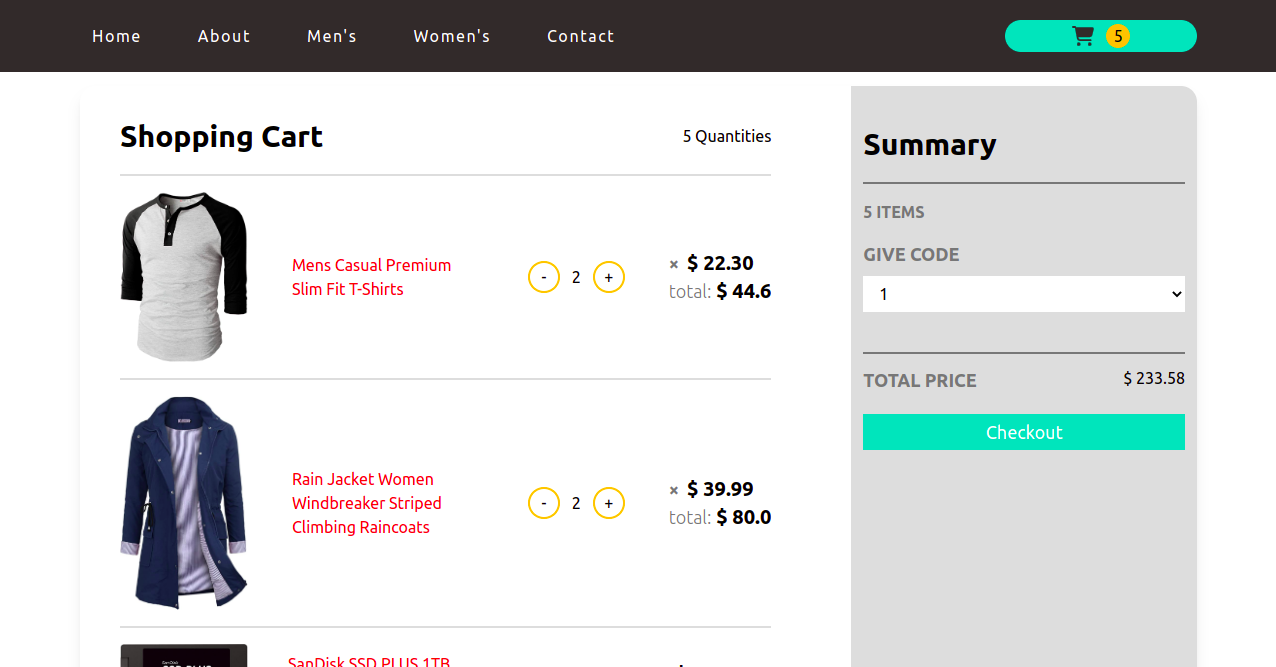 Home About Men's Women's Contact 5
Shopping Cart
5 Quantities
Mens Casual Premium
Slim Fit T-Shirts
- 2 +
× $ 22.30
total: $ 44.6
Rain Jacket Women
Windbreaker Striped
Climbing Raincoats
- 2 +
× $ 39.99
total: $ 80.0
SanDisk
SanDisk SSD PLUS 1TB
Summary
5 ITEMS
GIVE CODE
1
TOTAL PRICE $ 233.58
Checkout